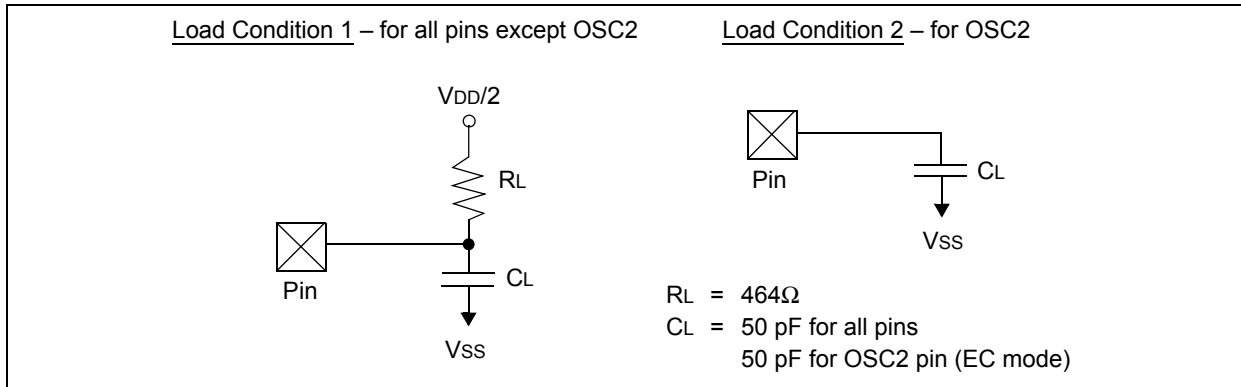 Load Condition 1 – for all pins except OSC2
Load Condition 2 – for OSC2
VDD/2
RL
Pin
CL
VSS
Pin
CL
VSS
RL = 464Ω
CL = 50 pF for all pins
50 pF for OSC2 pin (EC mode)